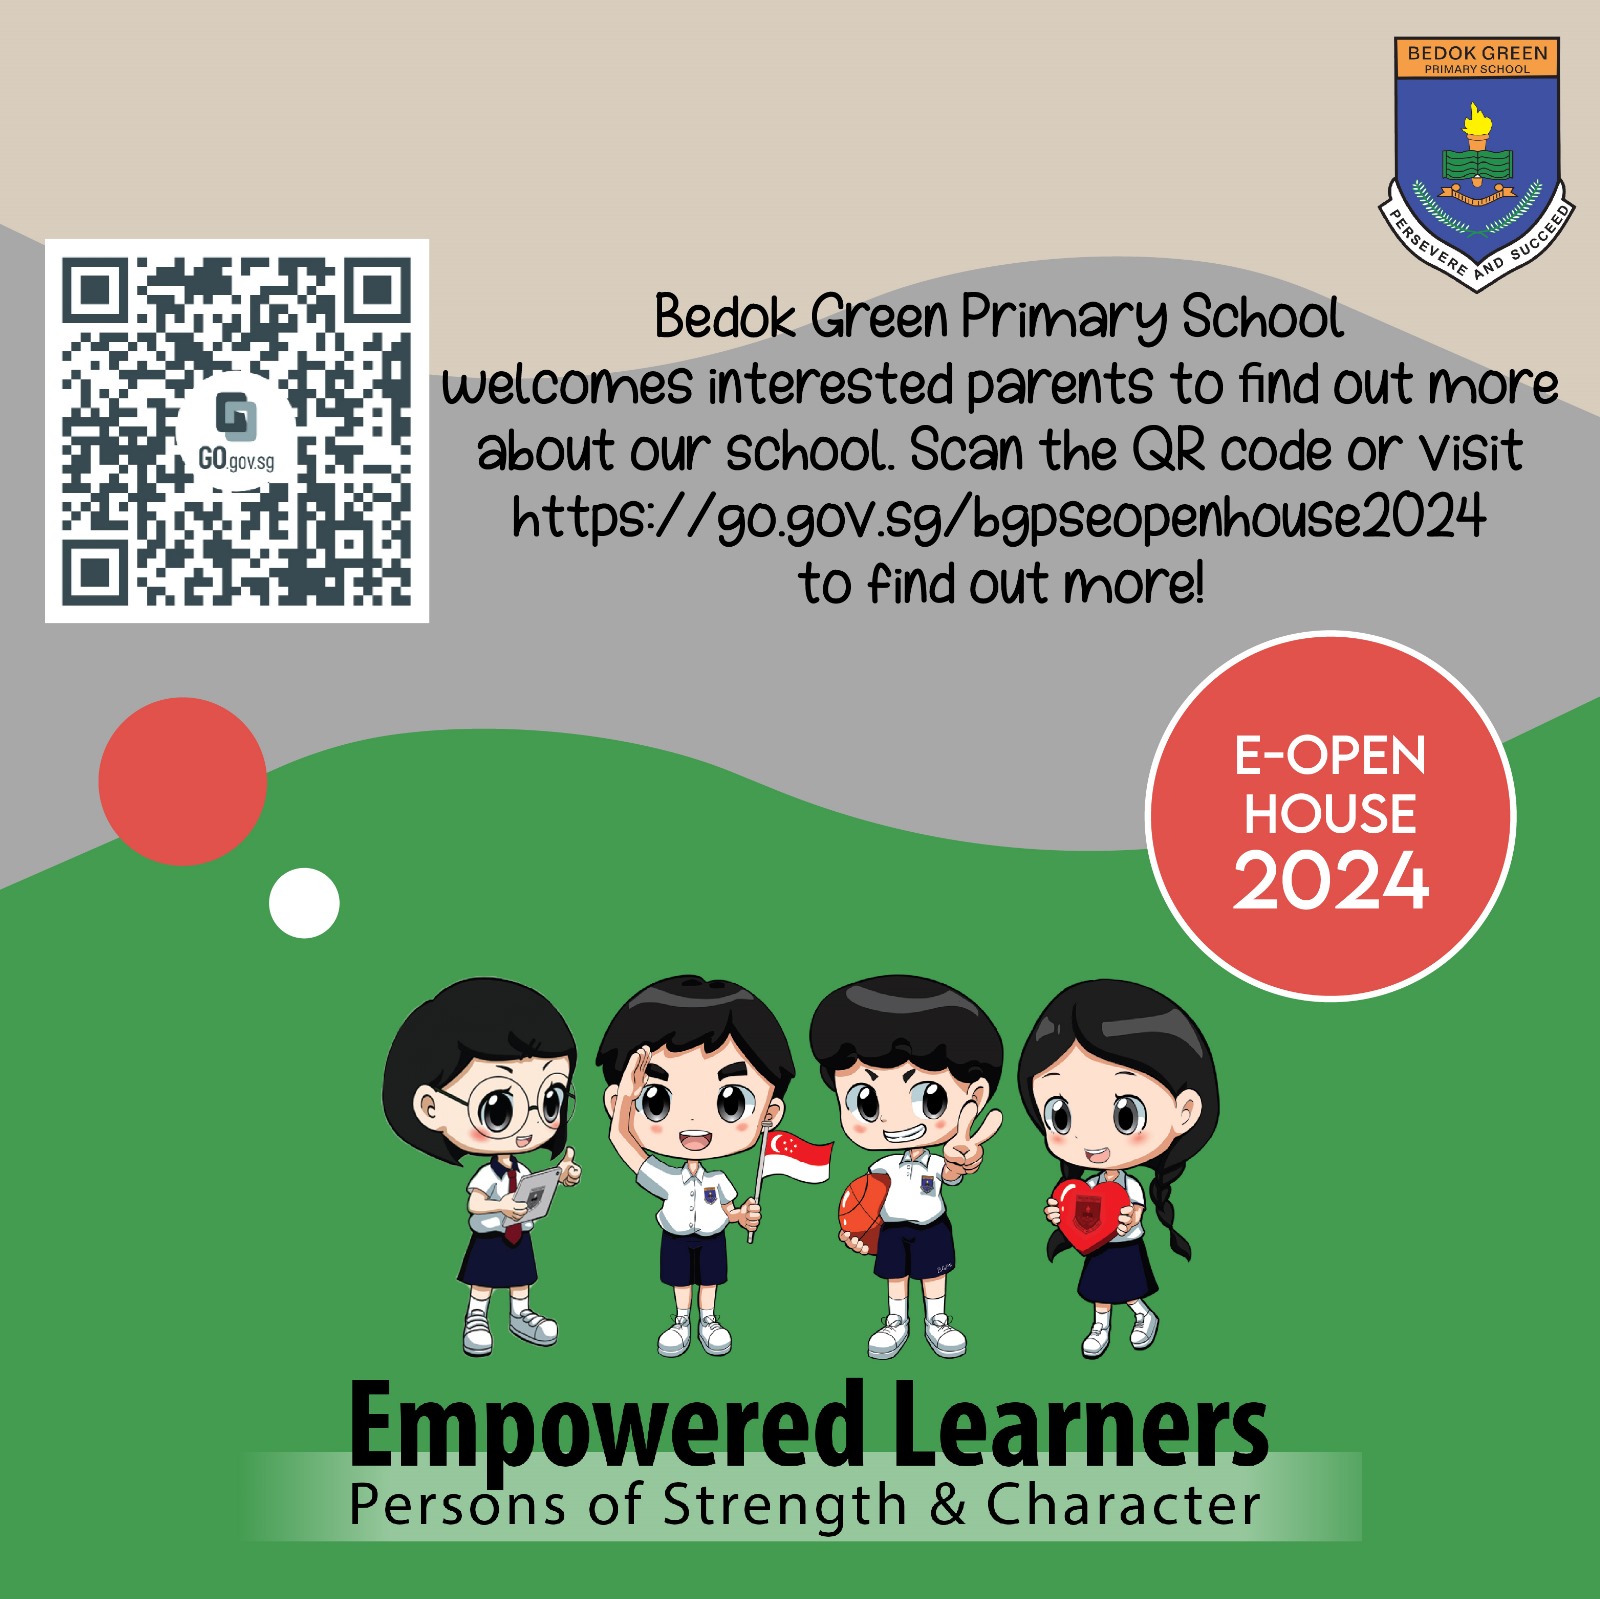 BEDOK GREEN
PRIMARY SCHOOL
PERSEVERE AND SUCCEED
GO.gov.sg
Bedok Green Primary School
welcomes interested parents to find out more
about our school. Scan the QR code or visit
https://go.gov.sg/bgpseopenhouse2024
to find out more!
E-OPEN
HOUSE
2024
Empowered Learners
Persons of Strength & Character